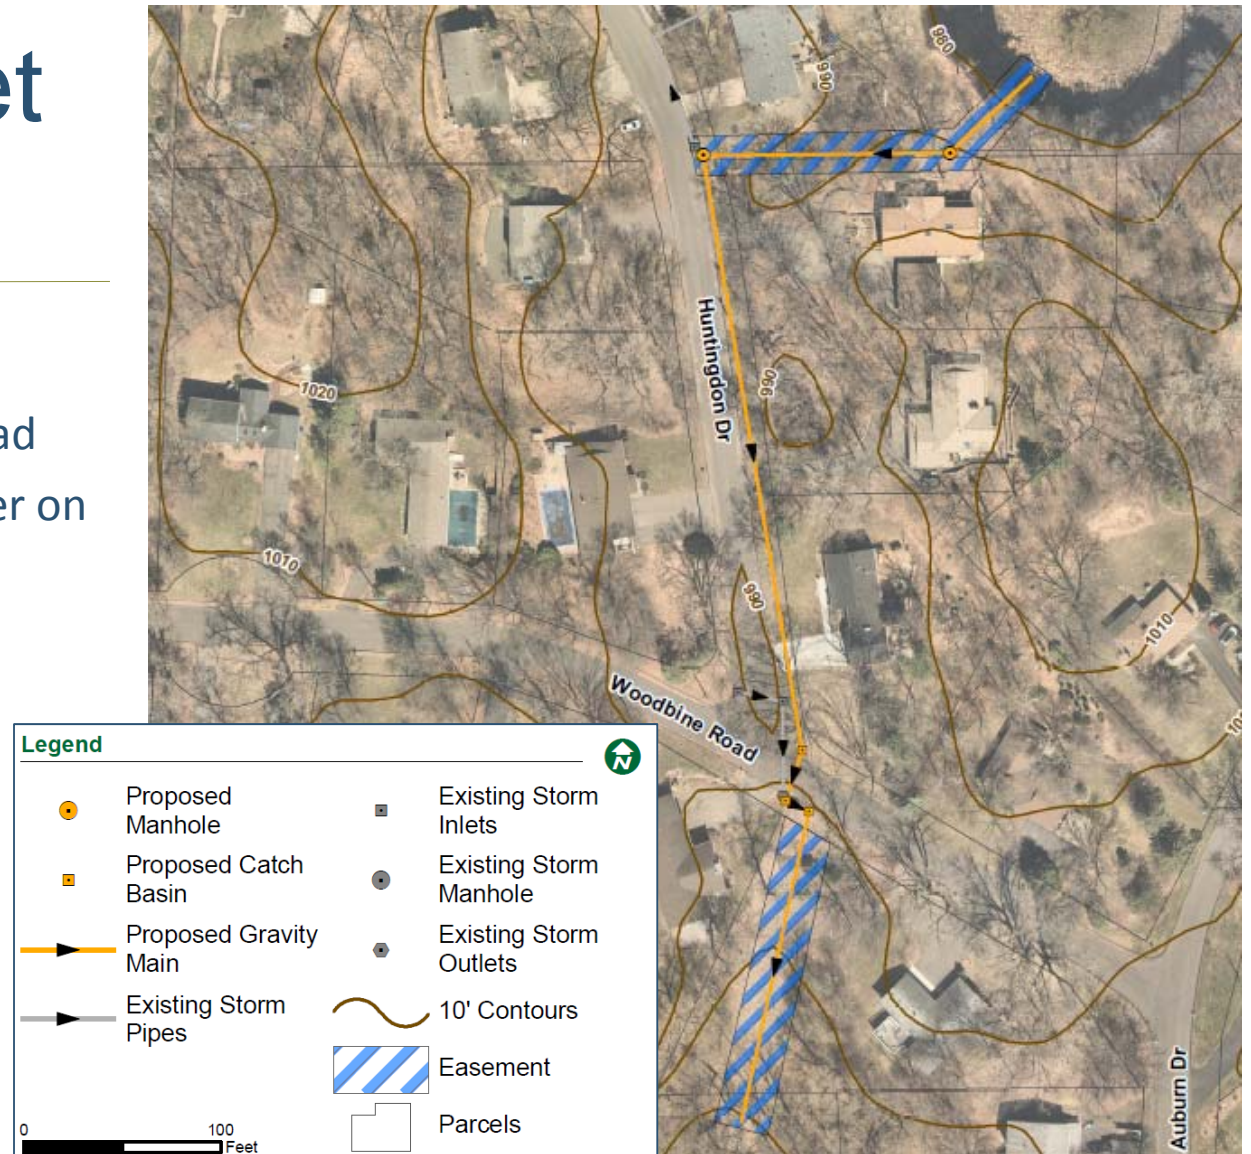 et
ad
er on
980
990
Huntingdon Dr
990
1020
1010
990
1010
Woodbine Road
Auburn Dr
Legend
N
Proposed
Manhole
Existing Storm
Inlets
Proposed Catch
Basin
Existing Storm
Manhole
Proposed Gravity
Main
Existing Storm
Outlets
Existing Storm
Pipes
10' Contours
Easement
Parcels
0
100
Feet